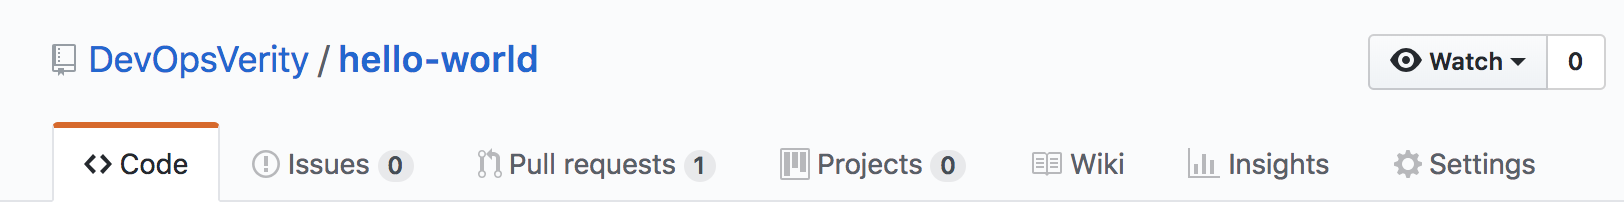 DevOpsVerity / hello-world Watch 0
Code Issues 0 Pull requests 1 Projects 0 Wiki Insights Settings